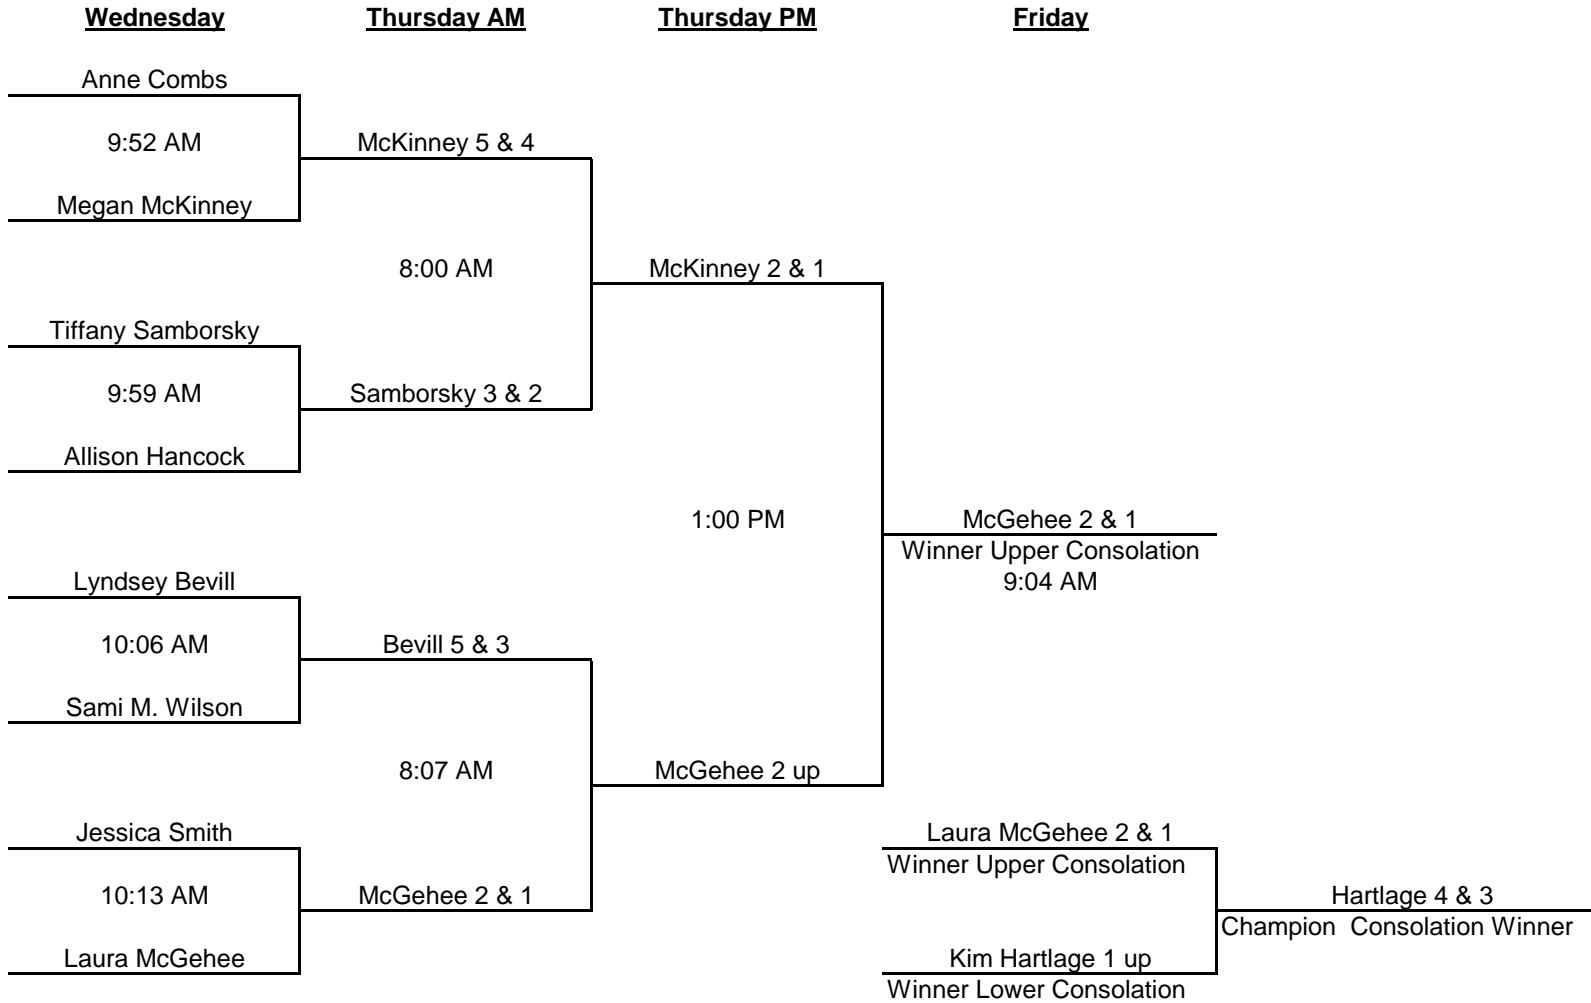 Wednesday Thursday AM Thursday PM Friday
Anne Combs
9:52 AM McKinney 5 & 4
Megan McKinney
8:00 AM McKinney 2 & 1
Tiffany Samborsky
9:59 AM Samborsky 3 & 2
Allison Hancock
1:00 PM McGehee 2 & 1
Winner Upper Consolation
Lyndsey Bevill 9:04 AM
10:06 AM Bevill 5 & 3
Sami M. Wilson
8:07 AM McGehee 2 up
Jessica Smith Laura McGehee 2 & 1
Winner Upper Consolation
10:13 AM McGehee 2 & 1 Hartlage 4 & 3
Champion  Consolation Winner
Laura McGehee Kim Hartlage 1 up
Winner Lower Consolation